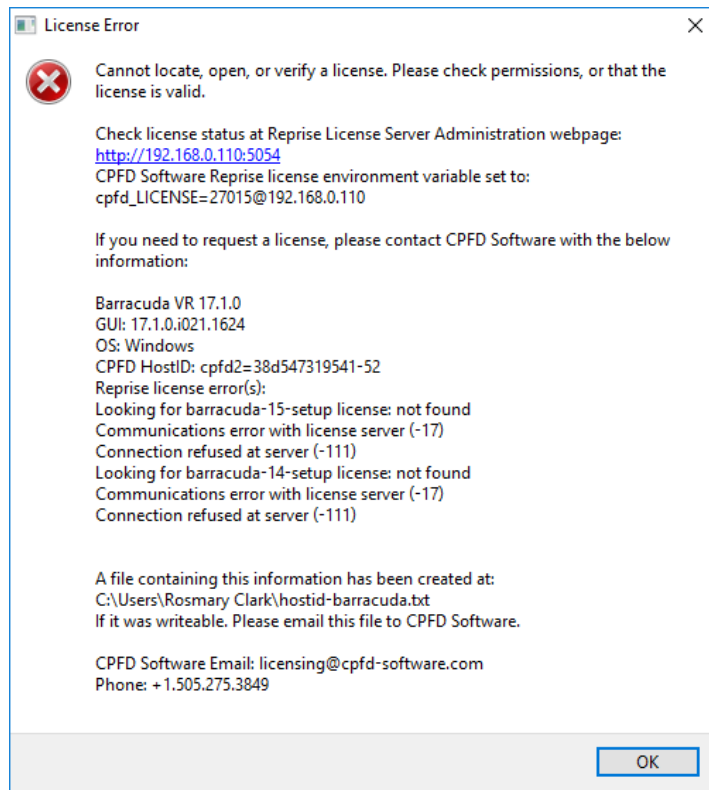 License Error
Cannot locate, open, or verify a license. Please check permissions, or that the
license is valid.
Check license status at Reprise License Server Administration webpage:
http://192.168.0.110:5054
CPFD Software Reprise license environment variable set to:
cpfd_LICENSE=27015@192.168.0.110
If you need to request a license, please contact CPFD Software with the below
information:
Barracuda VR 17.1.0
GUI: 17.1.0.i021.1624
OS: Windows
CPFD HostID: cpfd2=38d547319541-52
Reprise license error(s):
Looking for barracuda-15-setup license: not found
Communications error with license server (-17)
Connection refused at server (-111)
Looking for barracuda-14-setup license: not found
Communications error with license server (-17)
Connection refused at server (-111)
A file containing this information has been created at:
C:\Users\Rosmary Clark\hostid-barracuda.txt
If it was writeable. Please email this file to CPFD Software.
CPFD Software Email: licensing@cpfd-software.com
Phone: +1.505.275.3849
OK